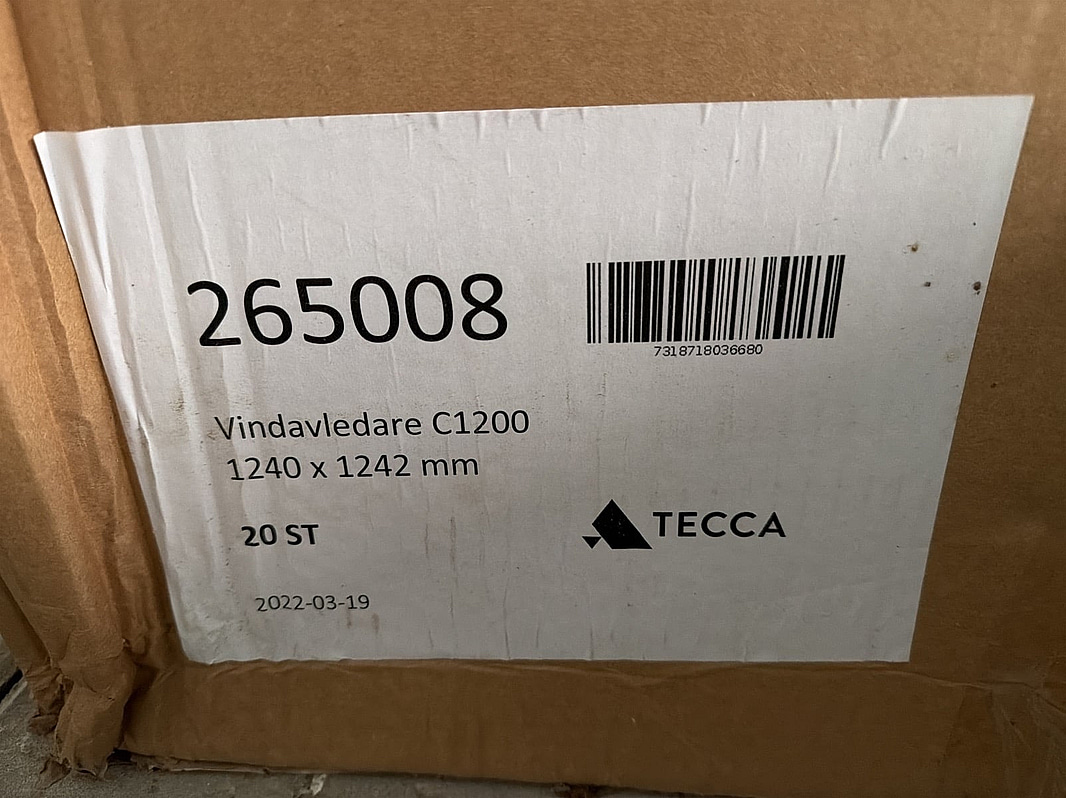 265008
7318718036680
Vindavledare C1200
1240 x 1242 mm
20 ST
TECCA
2022-03-19